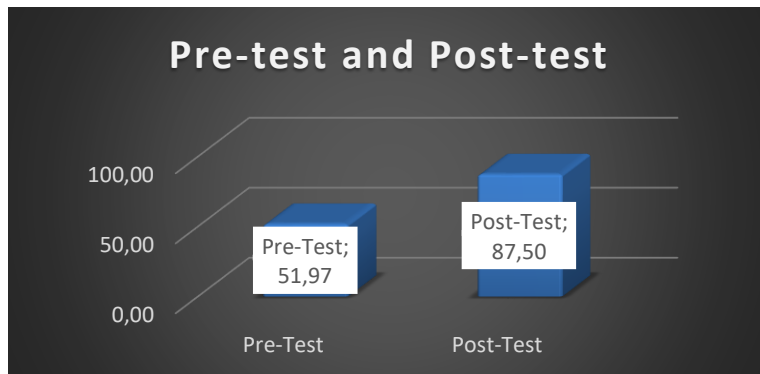 Pre-test and Post-test
100,00
50,00
0,00
Pre-Test;
51,97
Post-Test;
87,50
Pre-Test
Post-Test